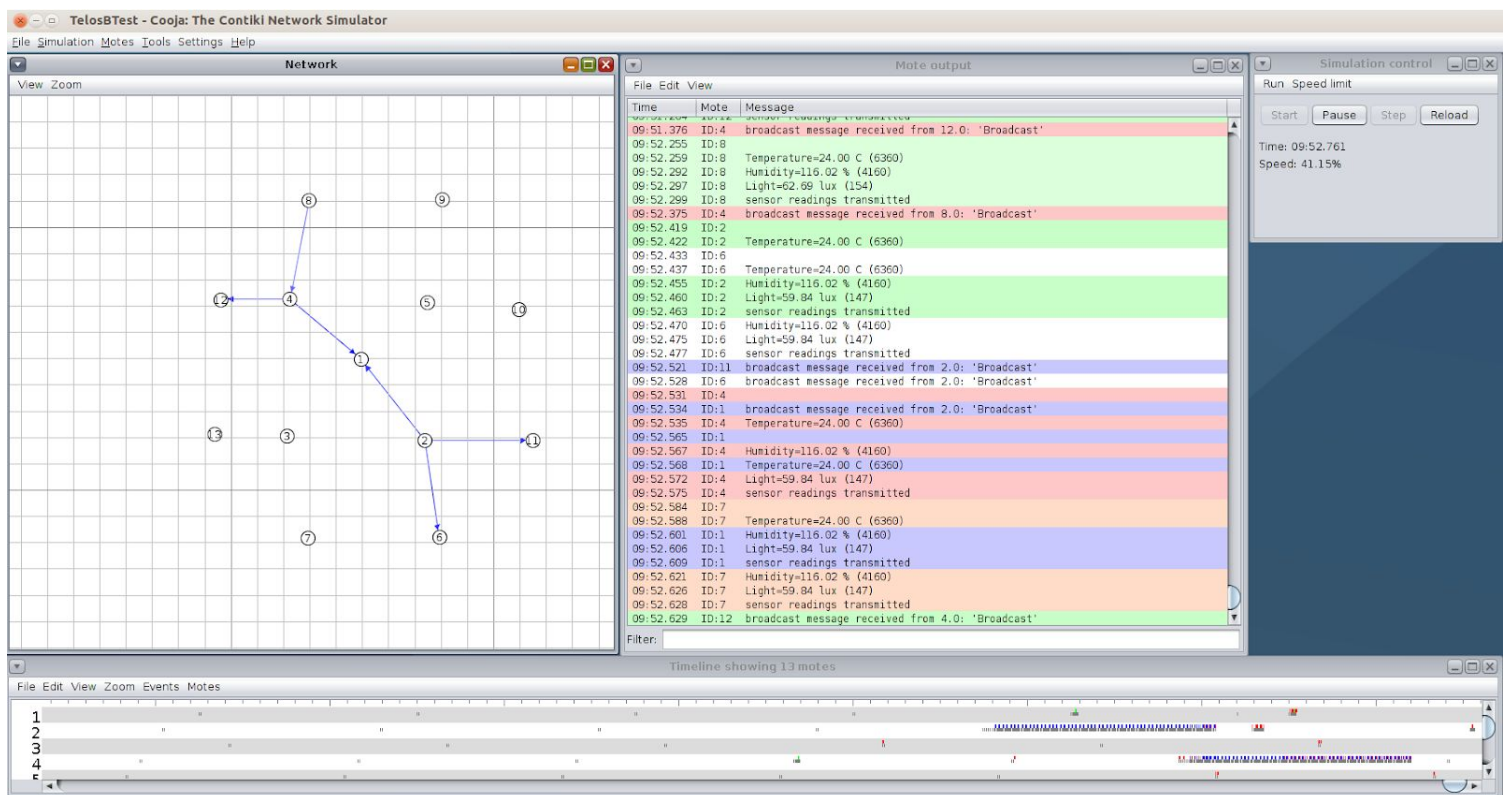 TelosBTest - Cooja: The Contiki Network Simulator
File Simulation Motes Tools Settings Help
Network
View Zoom
8
9
12
4
5
10
1
13
3
2
11
7
6
Mote output
File Edit View
Time Mote Message
09:51.376 ID:4 broadcast message received from 12.0: 'Broadcast'
09:52.255 ID:8
09:52.259 ID:8 Temperature=24.00 C (6360)
09:52.292 ID:8 Humidity=116.02 % (4160)
09:52.297 ID:8 Light=62.69 lux (154)
09:52.299 ID:8 sensor readings transmitted
09:52.375 ID:4 broadcast message received from 8.0: 'Broadcast'
09:52.419 ID:2
09:52.422 ID:2 Temperature=24.00 C (6360)
09:52.433 ID:6
09:52.437 ID:6 Temperature=24.00 C (6360)
09:52.455 ID:2 Humidity=116.02 % (4160)
09:52.460 ID:2 Light=59.84 lux (147)
09:52.463 ID:2 sensor readings transmitted
09:52.470 ID:6 Humidity=116.02 % (4160)
09:52.475 ID:6 Light=59.84 lux (147)
09:52.477 ID:6 sensor readings transmitted
09:52.521 ID:11 broadcast message received from 2.0: 'Broadcast'
09:52.528 ID:6 broadcast message received from 2.0: 'Broadcast'
09:52.531 ID:4
09:52.534 ID:1 broadcast message received from 2.0: 'Broadcast'
09:52.535 ID:4 Temperature=24.00 C (6360)
09:52.565 ID:1
09:52.567 ID:4 Humidity=116.02 % (4160)
09:52.568 ID:1 Temperature=24.00 C (6360)
09:52.572 ID:4 Light=59.84 lux (147)
09:52.575 ID:4 sensor readings transmitted
09:52.584 ID:7
09:52.588 ID:7 Temperature=24.00 C (6360)
09:52.601 ID:1 Humidity=116.02 % (4160)
09:52.606 ID:1 Light=59.84 lux (147)
09:52.609 ID:1 sensor readings transmitted
09:52.621 ID:7 Humidity=116.02 % (4160)
09:52.626 ID:7 Light=59.84 lux (147)
09:52.628 ID:7 sensor readings transmitted
09:52.629 ID:12 broadcast message received from 4.0: 'Broadcast'
Filter:
Simulation control
Run Speed limit
Start Pause Step Reload
Time: 09:52.761
Speed: 41.15%
Timeline showing 13 motes
File Edit View Zoom Events Motes
1
2
3
4